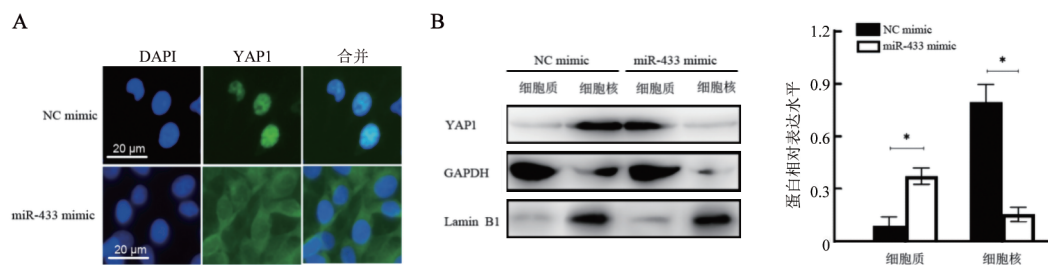 A
DAPI YAP1 合并
NC mimic
20 μm
miR-433 mimic
20 μm
B
NC mimic miR-433 mimic
细胞质 细胞核 细胞质 细胞核
YAP1
GAPDH
Lamin B1
NC mimic
miR-433 mimic
蛋白相对表达水平
1.2
0.9
0.6
0.3
0
*
*
细胞质 细胞核